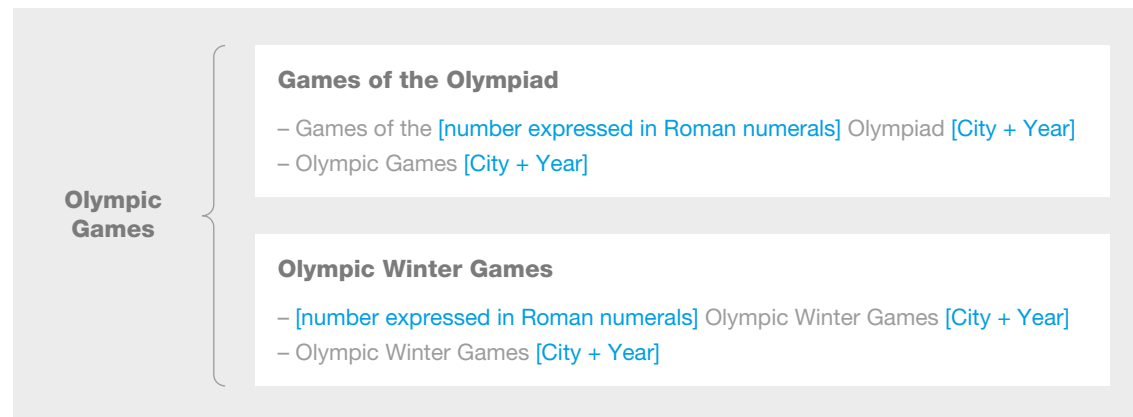 Olympic
Games
Games of the Olympiad
– Games of the [number expressed in Roman numerals] Olympiad [City + Year]
– Olympic Games [City + Year]
Olympic Winter Games
– [number expressed in Roman numerals] Olympic Winter Games [City + Year]
– Olympic Winter Games [City + Year]